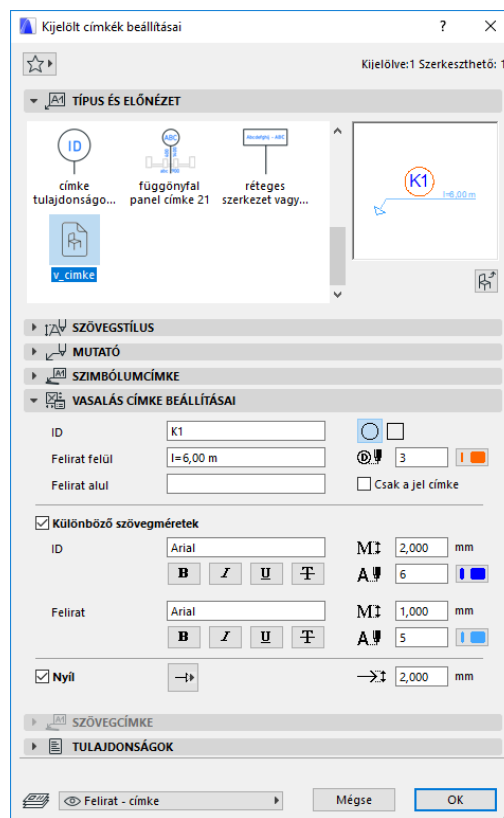 Kijelölt címkék beállításai
?
Kijelölve:1 Szerkeszthető: 1
TÍPUS ÉS ELŐNÉZET
ID
ABC
Abcdefghij - ABC
címke tulajdonságo...
függönyfal panel címke 21
réteges szerkezet vagy...
v_cimke
K1
l=6,00 m
SZÖVEGSTÍLUS
MUTATÓ
SZIMBÓLUMCÍMKE
VASALÁS CÍMKE BEÁLLÍTÁSAI
ID K1
Felirat felül l=6,00 m 3
Felirat alul Csak a jel címke
Különböző szövegméretek
ID Arial 2,000 mm
B I U T 6
Felirat Arial 1,000 mm
B I U T 5
Nyíl 2,000 mm
SZÖVEGCÍMKE
TULAJDONSÁGOK
Felirat - címke Mégse OK